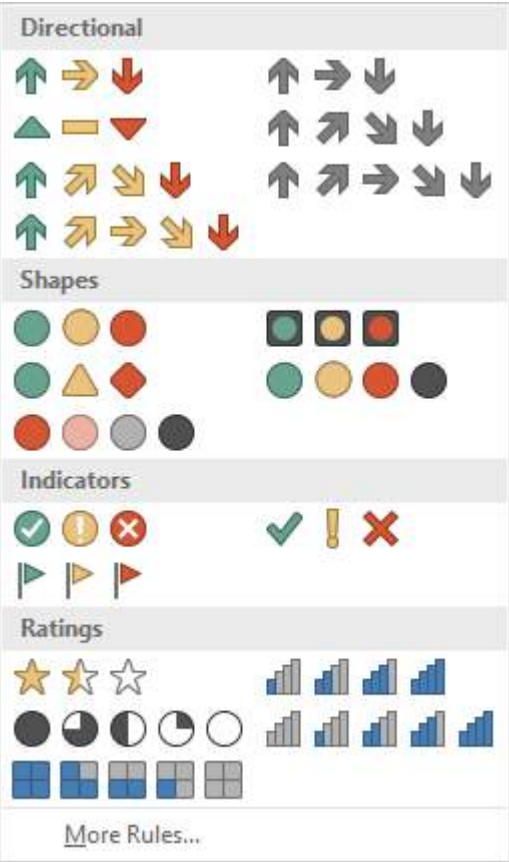 Directional
Shapes
Indicators
Ratings
More Rules...